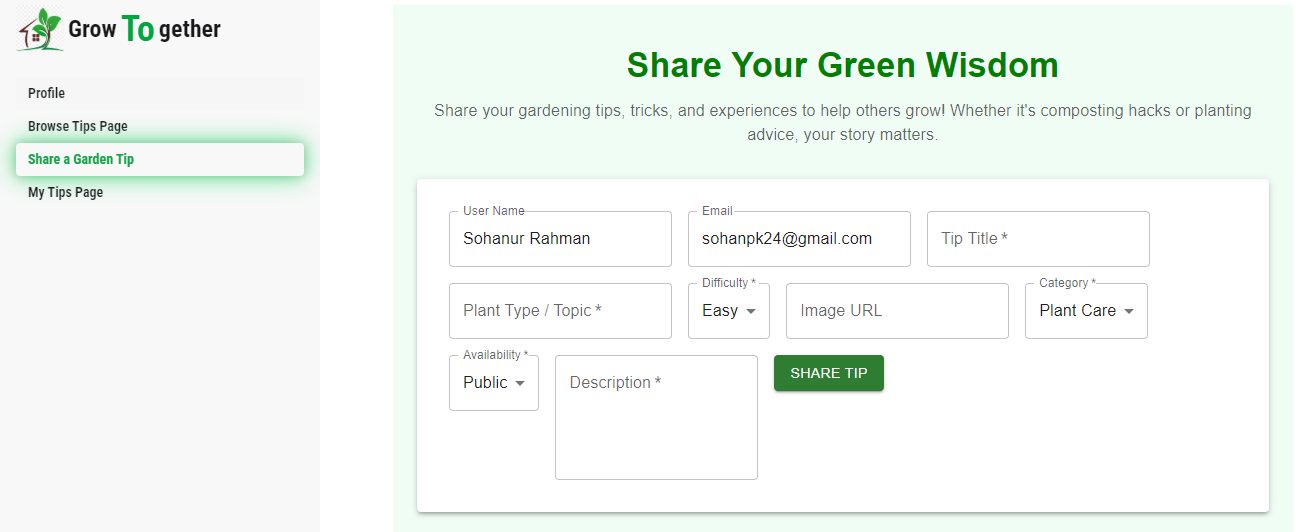 Grow To gether
Profile
Browse Tips Page
Share a Garden Tip
My Tips Page
Share Your Green Wisdom
Share your gardening tips, tricks, and experiences to help others grow! Whether it's composting hacks or planting
advice, your story matters.
User Name
Sohanur Rahman
Email
sohanpk24@gmail.com
Tip Title *
Plant Type / Topic *
Difficulty *
Easy
Image URL
Category *
Plant Care
Availability *
Public
Description *
SHARE TIP